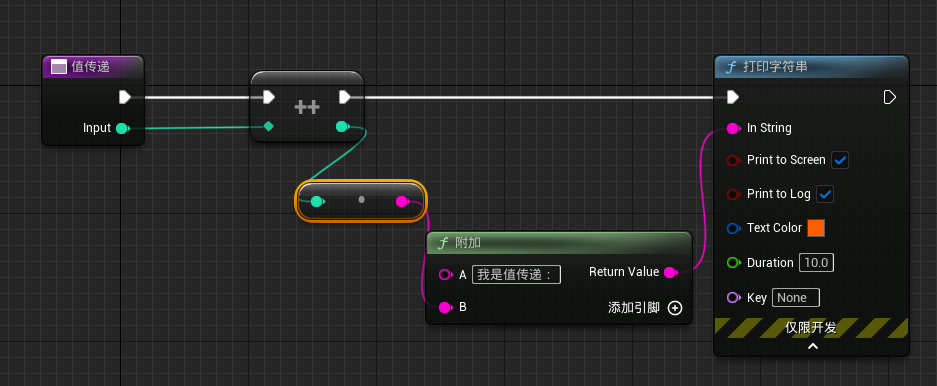 值传递
Input
++
附加
A 我是值传递：
Return Value
B
添加引脚
f 打印字符串
In String
Print to Screen
Print to Log
Text Color
Duration 10.0
Key None
仅限开发